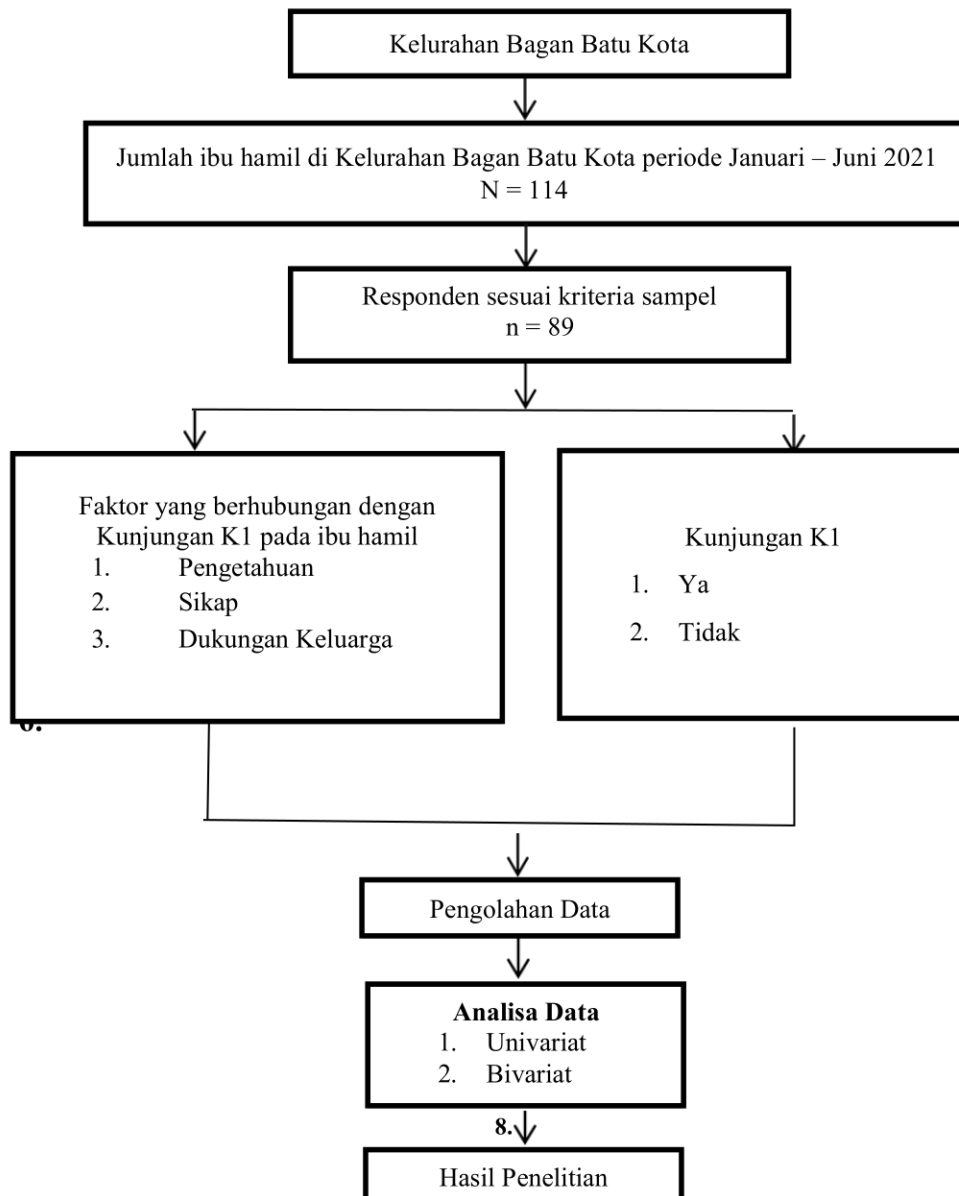 Kelurahan Bagan Batu Kota
Jumlah ibu hamil di Kelurahan Bagan Batu Kota periode Januari – Juni 2021
N = 114
Responden sesuai kriteria sampel
n = 89
Faktor yang berhubungan dengan
Kunjungan K1 pada ibu hamil
1. Pengetahuan
2. Sikap
3. Dukungan Keluarga
Kunjungan K1
1. Ya
2. Tidak
Pengolahan Data
Analisa Data
1. Univariat
2. Bivariat
8.
Hasil Penelitian